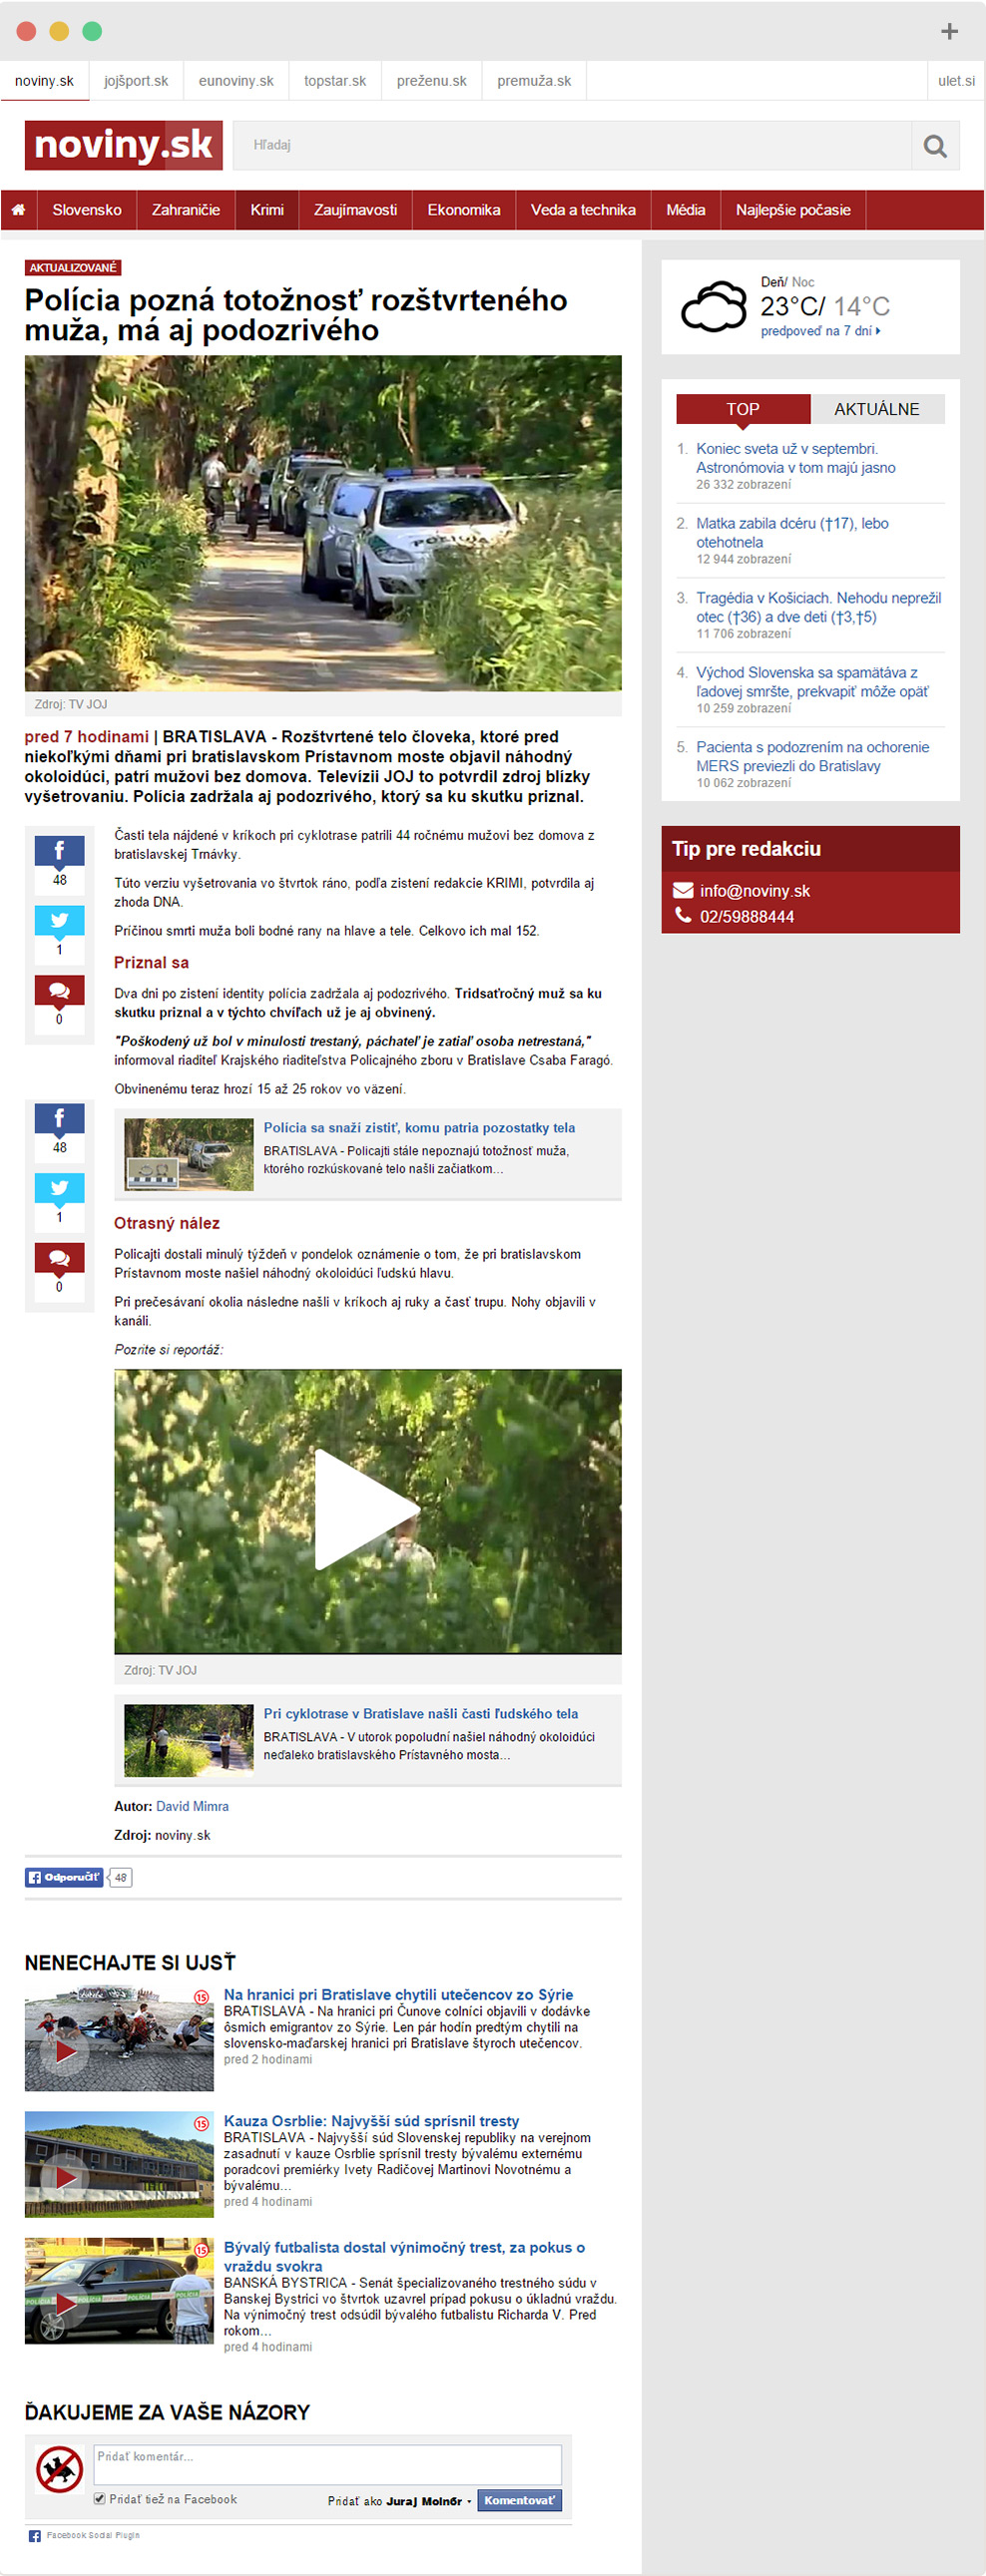 noviny.sk
jojšport.sk
eunoviny.sk
topstar.sk
preženu.sk
premuža.sk
ulet.si
noviny.sk
Hľadaj
Slovensko
Zahraničie
Krimi
Zaujímavosti
Ekonomika
Veda a technika
Média
Najlepšie počasie
AKTUALIZOVANÉ
Polícia pozná totožnosť rozštvrteného
muža, má aj podozrivého
POLÍCIA
Zdroj: TV JOJ
pred 7 hodinami | BRATISLAVA - Rozštvrtené telo človeka, ktoré pred
niekoľkými dňami pri bratislavskom Prístavnom moste objavil náhodný
okoloidúci, patrí mužovi bez domova. Televízii JOJ to potvrdil zdroj blízky
vyšetrovaniu. Polícia zadržala aj podozrivého, ktorý sa ku skutku priznal.
48
1
0
Časti tela nájdené v kríkoch pri cyklotrase patrili 44 ročnému mužovi bez domova z
bratislavskej Trnávky.
Túto verziu vyšetrovania vo štvrtok ráno, podľa zistení redakcie KRIMI, potvrdila aj
zhoda DNA.
Príčinou smrti muža boli bodné rany na hlave a tele. Celkovo ich mal 152.
Priznal sa
Dva dni po zistení identity polícia zadržala aj podozrivého. Tridsaťročný muž sa ku
skutku priznal a v týchto chvíľach už je aj obvinený.
"Poškodený už bol v minulosti trestaný, páchateľ je zatiaľ osoba netrestaná,"
informoval riaditeľ Krajského riaditeľstva Policajného zboru v Bratislave Csaba Faragó.
Obvinenému teraz hrozí 15 až 25 rokov vo väzení.
48
1
0
Polícia sa snaží zistiť, komu patria pozostatky tela
BRATISLAVA - Policajti stále nepoznajú totožnosť muža,
ktorého rozkúskované telo našli začiatkom...
Otrasný nález
Policajti dostali minulý týždeň v pondelok oznámenie o tom, že pri bratislavskom
Prístavnom moste našiel náhodný okoloidúci ľudskú hlavu.
Pri prečesávaní okolia následne našli v kríkoch aj ruky a časť trupu. Nohy objavili v
kanáli.
Pozrite si reportáž:
Zdroj: TV JOJ
Pri cyklotrase v Bratislave našli časti ľudského tela
BRATISLAVA - V utorok popoludní našiel náhodný okoloidúci
neďaleko bratislavského Prístavného mosta...
Autor: David Mimra
Zdroj: noviny.sk
Odporučiť
48
NENECHAJTE SI UJSŤ
15
Na hranici pri Bratislave chytili utečencov zo Sýrie
BRATISLAVA - Na hranici pri Čunove colníci objavili v dodávke
ôsmich emigrantov zo Sýrie. Len pár hodín predtým chytili na
slovensko-maďarskej hranici pri Bratislave štyroch utečencov.
pred 2 hodinami
15
Kauza Osrblie: Najvyšší súd sprísnil tresty
BRATISLAVA - Najvyšší súd Slovenskej republiky na verejnom
zasadnutí v kauze Osrblie sprísnil tresty bývalému externému
poradcovi premiérky Ivety Radičovej Martinovi Novotnému a
bývalému...
pred 4 hodinami
15
Bývalý futbalista dostal výnimočný trest, za pokus o
vraždu svokra
BANSKÁ BYSTRICA - Senát špecializovaného trestného súdu v
Banskej Bystrici vo štvrtok uzavrel prípad pokusu o úkladnú vraždu.
Na výnimočný trest odsúdil bývalého futbalistu Richarda V. Pred
rokom...
pred 4 hodinami
ĎAKUJEME ZA VAŠE NÁZORY
Pridať komentár...
Pridať tiež na Facebook
Pridať ako Juraj Molnór
Komentovať
Facebook Social Plugin
Deň/ Noc
23°C/ 14°C
predpoveď na 7 dní
TOP
AKTUÁLNE
1. Koniec sveta už v septembri.
Astronómovia v tom majú jasno
26 332 zobrazení
2. Matka zabila dcéru (†17), lebo
otehotnela
12 944 zobrazení
3. Tragédia v Košiciach. Nehodu neprežil
otec (†36) a dve deti (†3,†5)
11 706 zobrazení
4. Východ Slovenska sa spamätáva z
ľadovej smršte, prekvapiť môže opäť
10 259 zobrazení
5. Pacienta s podozrením na ochorenie
MERS previezli do Bratislavy
10 062 zobrazení
Tip pre redakciu
info@noviny.sk
02/59888444